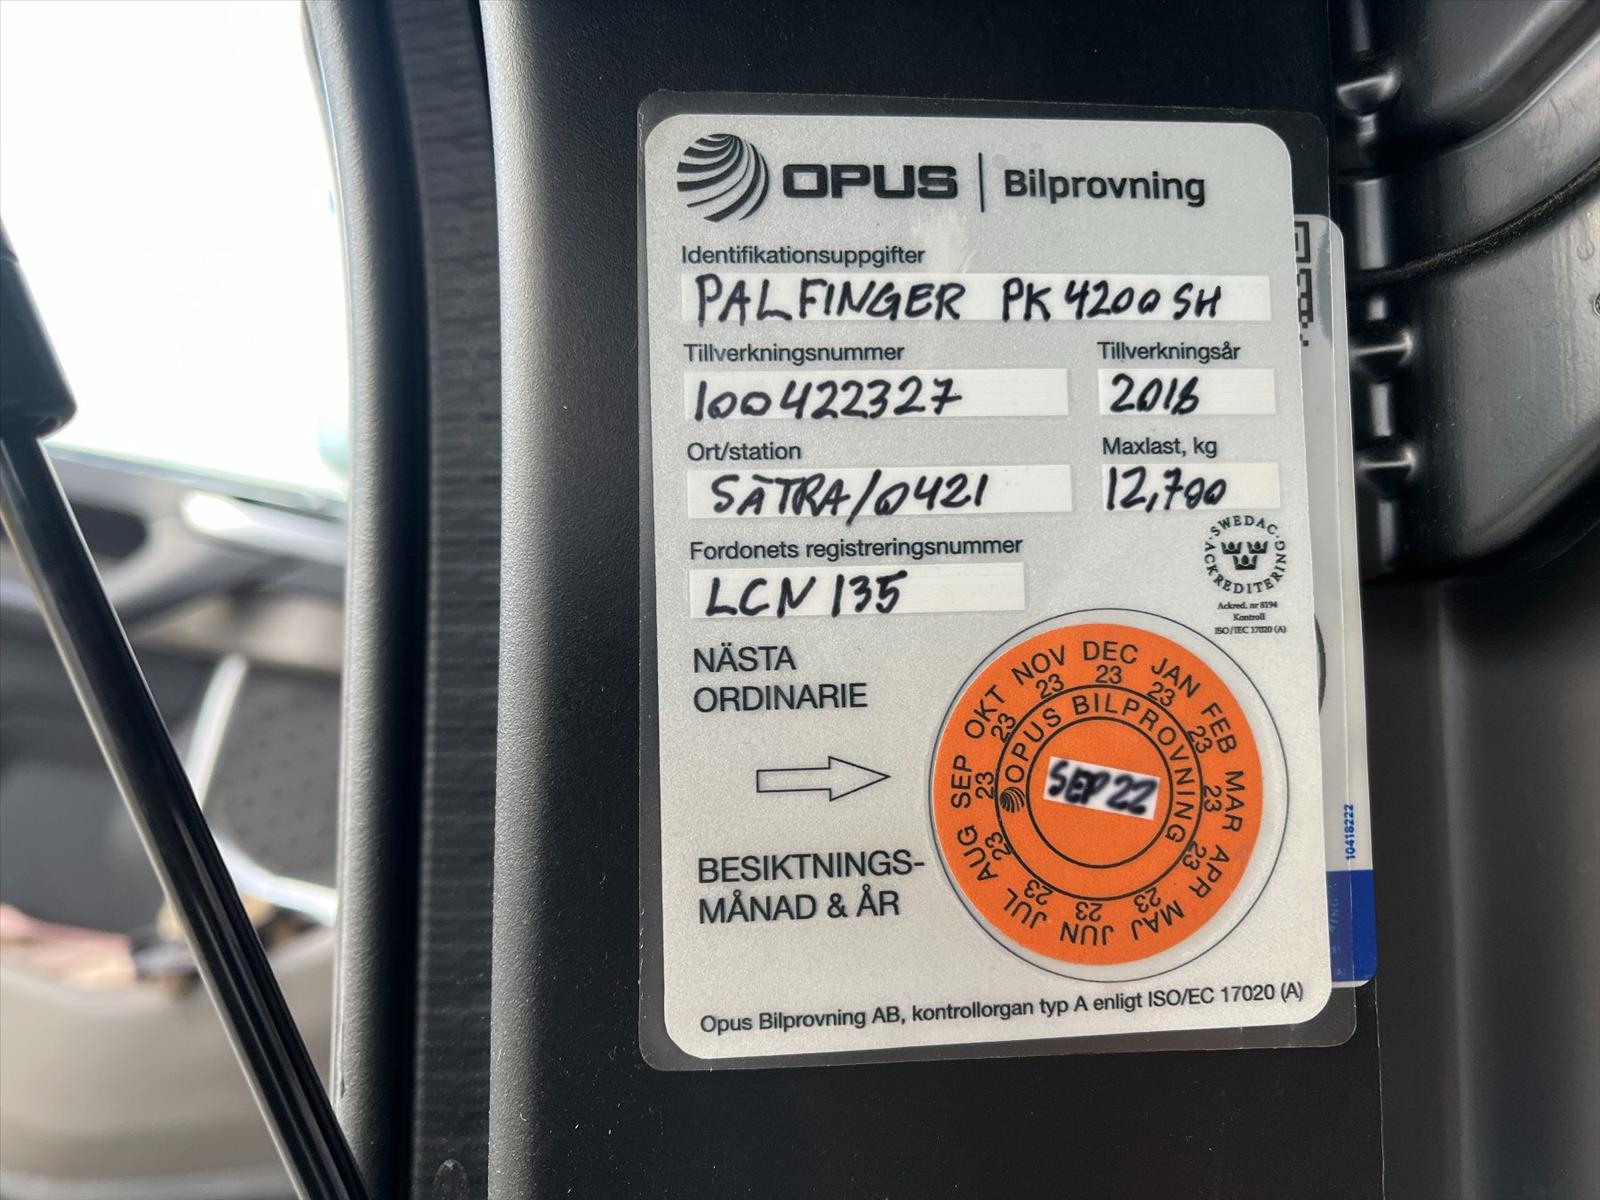 OPUS | Bilprovning
Identifikationsuppgifter
PALFINGER PK 4200 SH
Tillverkningsnummer Tillverkningsår
100422327 2018
Ort/station Maxlast, kg
SÄTRA/0421 12,700
SWEDAC ACKREDITERING
Fordonets registreringsnummer
Ackred. nr 8194
Kontroll
ISO/IEC 17020 (A)
LCN 135
NÄSTA
ORDINARIE
BESIKTNINGS-
MÅNAD & ÅR
JAN 23 FEB 23 MAR 23 APR 23 MAJ 23 JUN 23 JUL 23 AUG 23 SEP 23 OKT 23 NOV 23 DEC 23
OPUS BILPROVNING
SEP 22
10418222
Opus Bilprovning AB, kontrollorgan typ A enligt ISO/EC 17020 (A)